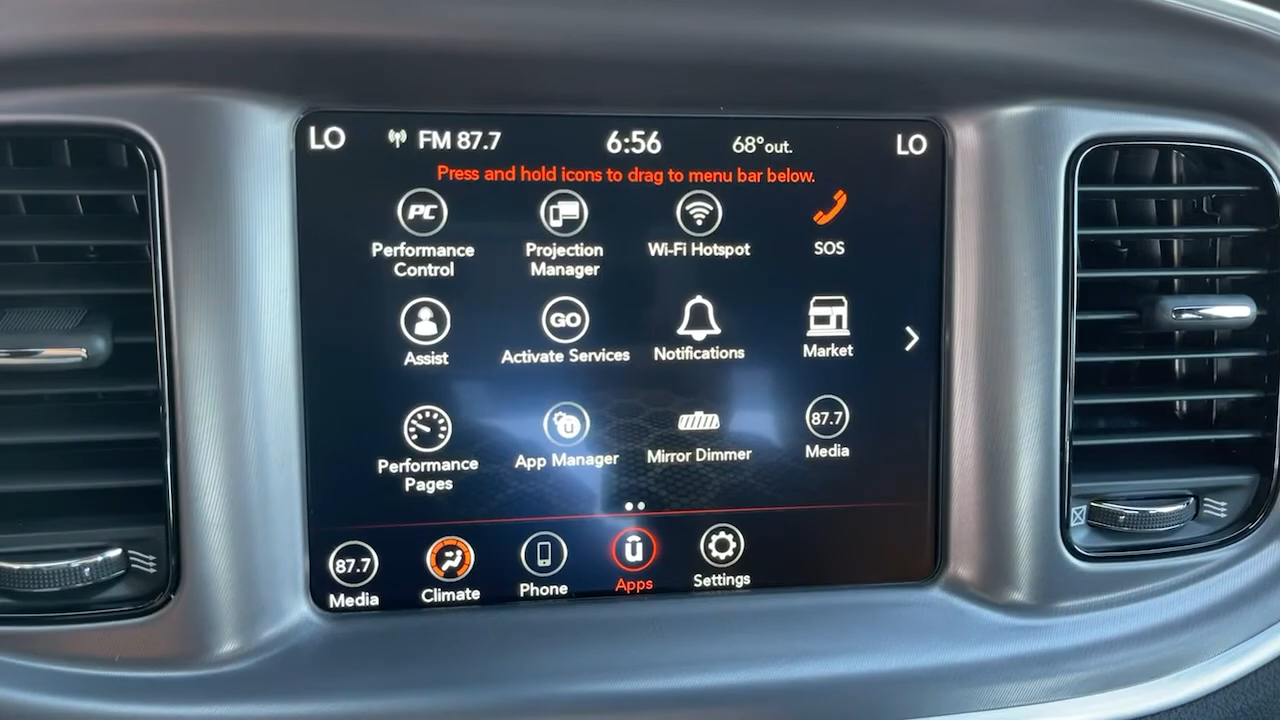 LO FM 87.7 6:56 68° out. LO
Press and hold icons to drag to menu bar below.
PC GO
Performance Control
Projection Manager
Wi-Fi Hotspot
SOS
Assist
GO
Activate Services
Notifications
Market
Performance Pages
App Manager
Mirror Dimmer
87.7
Media
87.7
Media
Climate
Phone
Apps
Settings